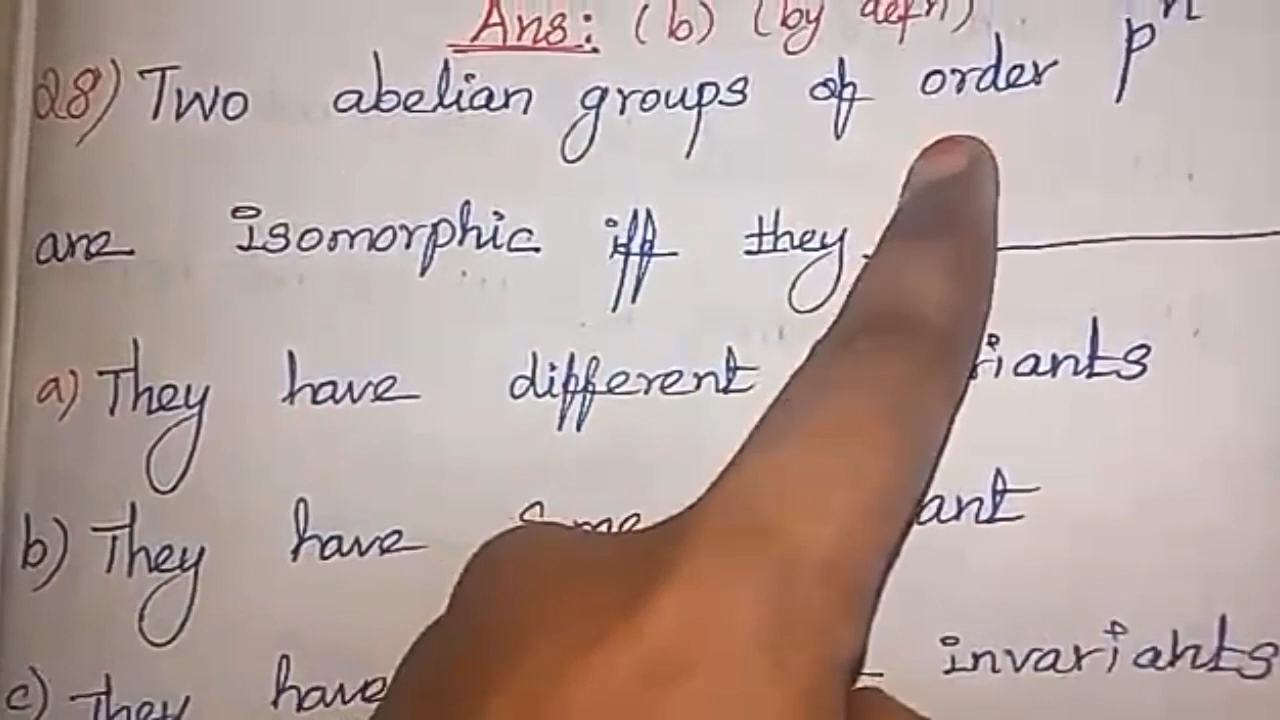 Ans: (b) (by defn)
28) Two abelian groups of order pⁿ
are isomorphic iff they
a) They have different
b) They have
c) They have invariants